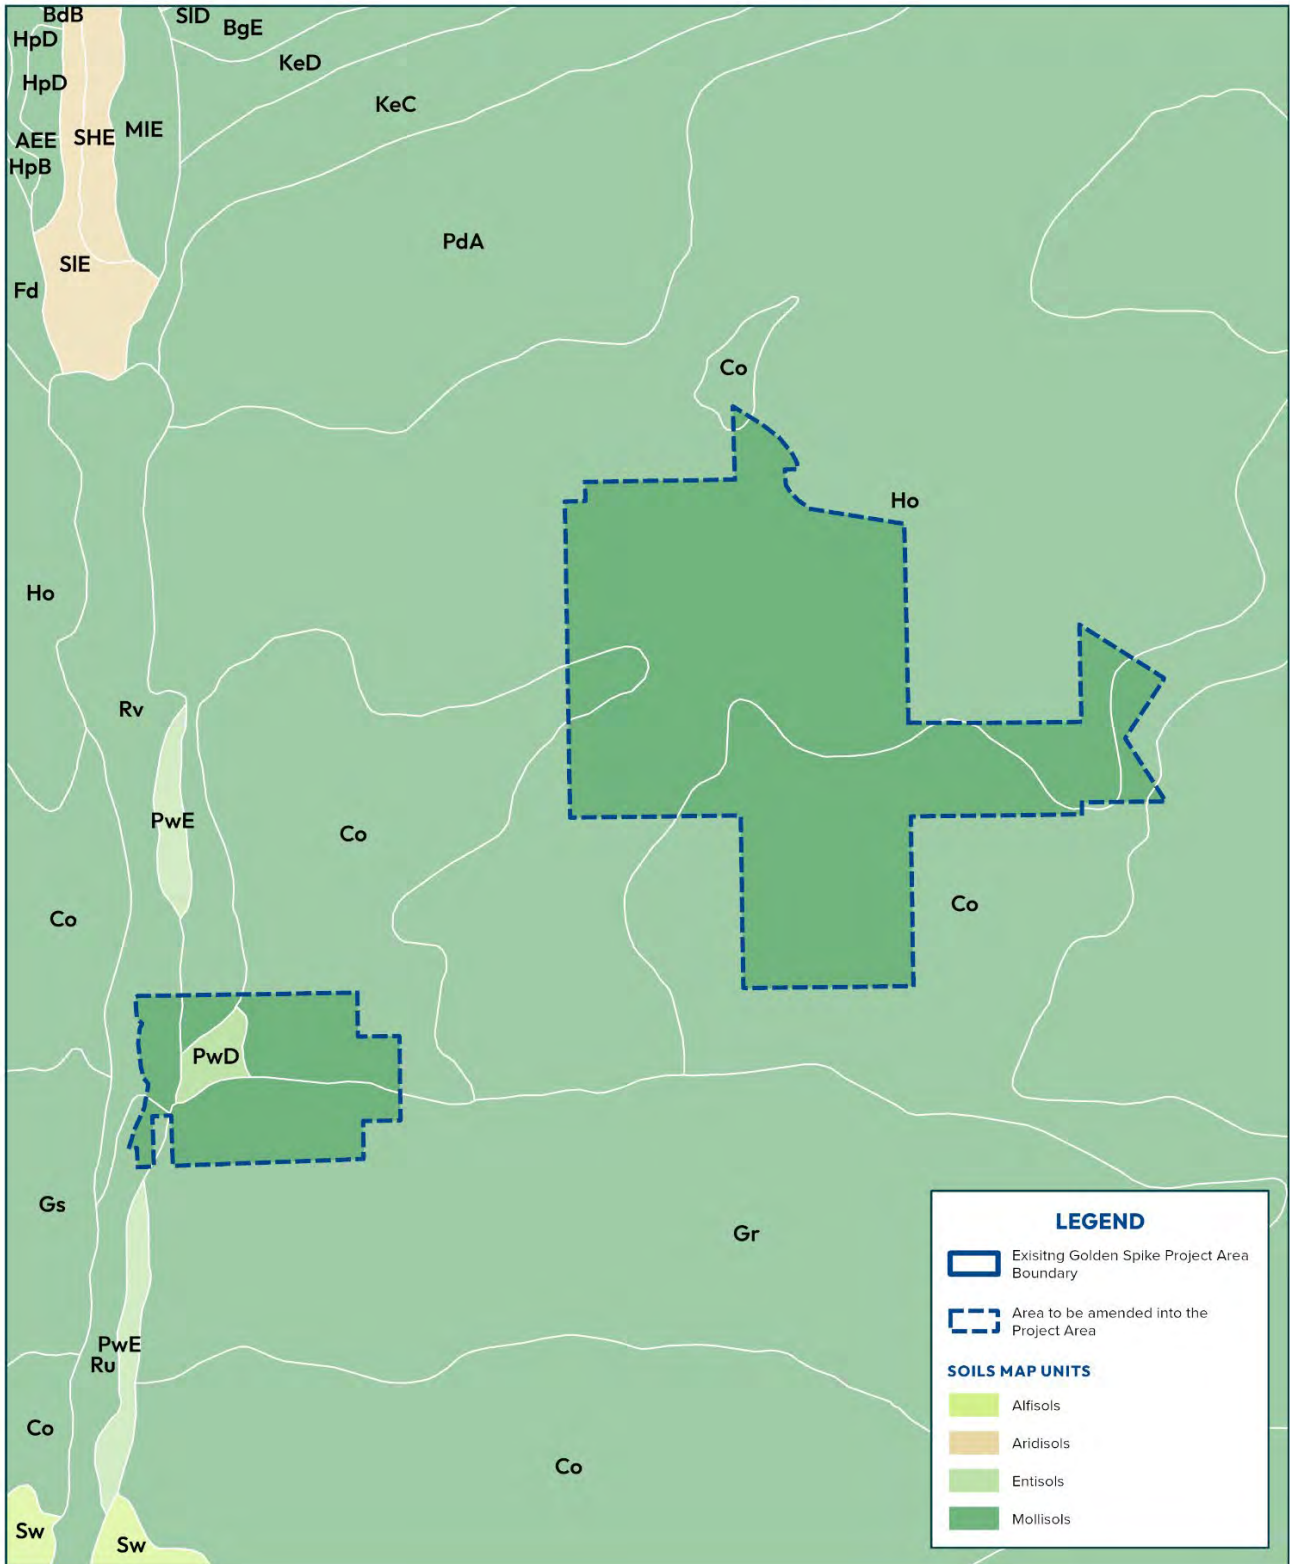 BdB
SID
BgE
HpD
KeD
HpD
KeC
AEE
SHE
MIE
HpB
PdA
SIE
Fd
Co
Ho
Ho
Rv
PwE
Co
Co
Co
PwD
Gs
Gr
PwE
Ru
Co
Co
Sw
Sw
LEGEND
Exisitng Golden Spike Project Area
Boundary
Area to be amended into the
Project Area
SOILS MAP UNITS
Alfisols
Aridisols
Entisols
Mollisols